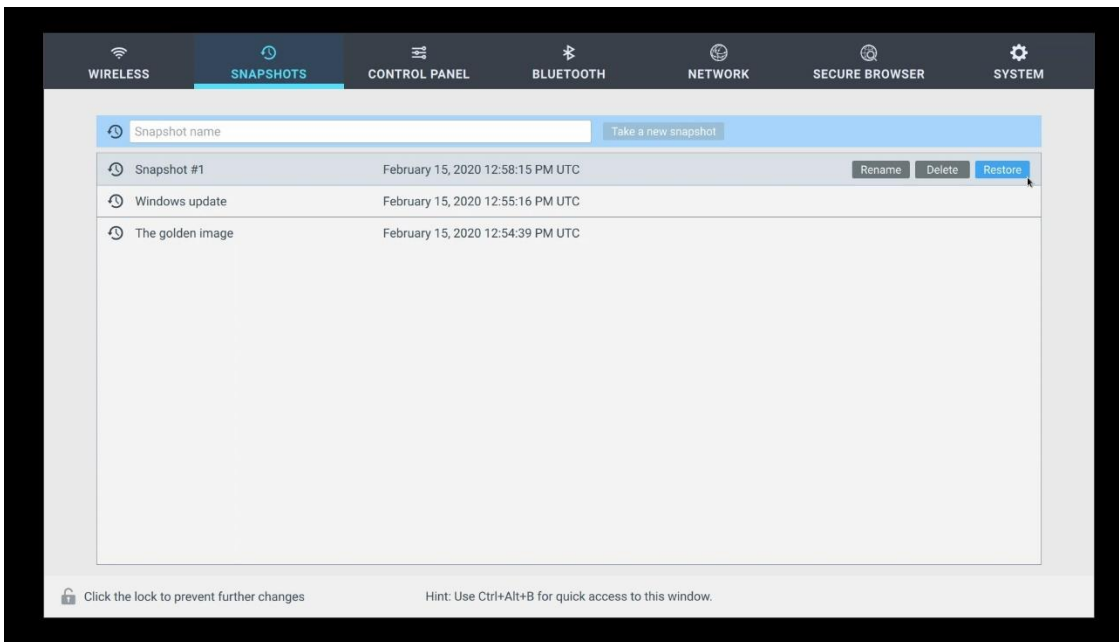 WIRELESS SNAPSHOTS CONTROL PANEL BLUETOOTH NETWORK SECURE BROWSER SYSTEM
Snapshot name Take a new snapshot
Snapshot #1 February 15, 2020 12:58:15 PM UTC Rename Delete Restore
Windows update February 15, 2020 12:55:16 PM UTC
The golden image February 15, 2020 12:54:39 PM UTC
Click the lock to prevent further changes Hint: Use Ctrl+Alt+B for quick access to this window.